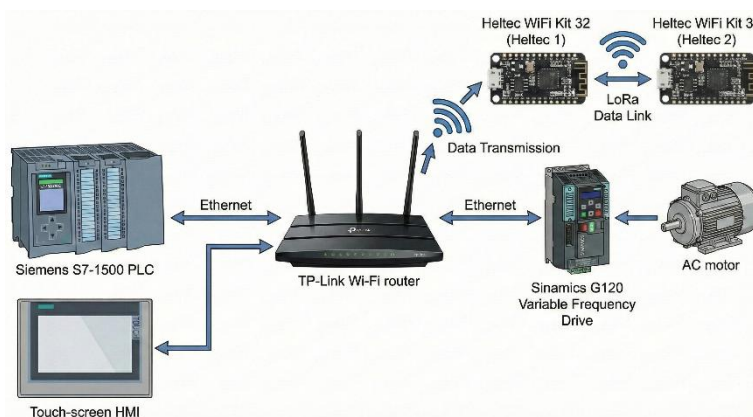 Heltec WiFi Kit 32
(Heltec 1)
Heltec WiFi Kit 3
(Heltec 2)
LoRa
Data Link
Data Transmission
Ethernet
Ethernet
Siemens S7-1500 PLC
TP-Link Wi-Fi router
Sinamics G120
Variable Frequency
Drive
AC motor
Touch-screen HMI